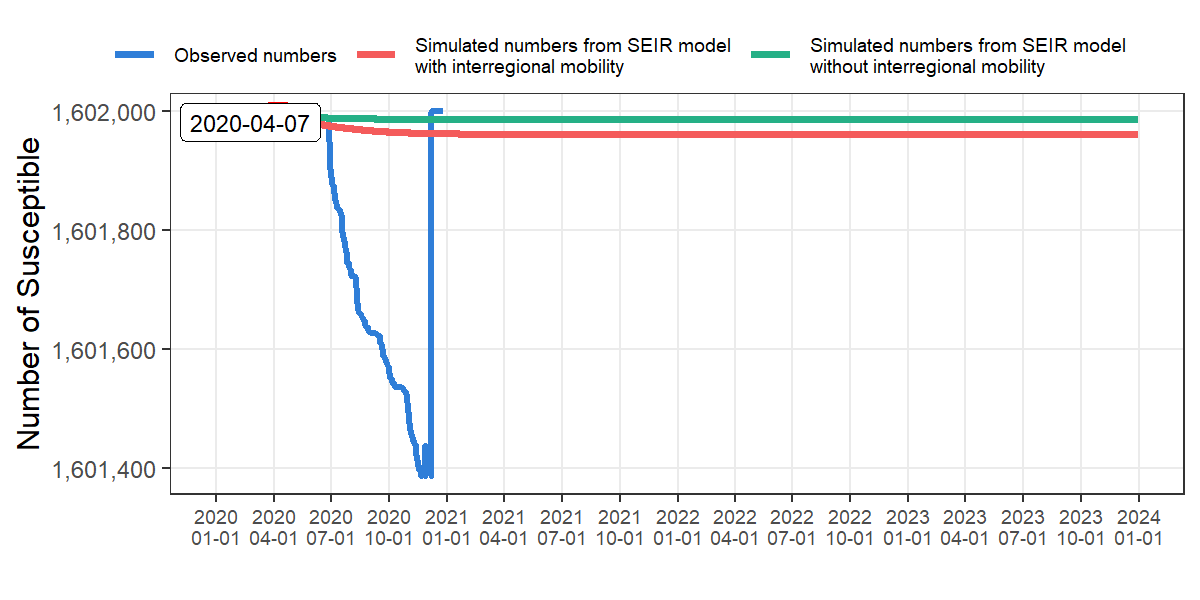 Observed numbers
Simulated numbers from SEIR model
with interregional mobility
Simulated numbers from SEIR model
without interregional mobility
Number of Susceptible
1,602,000
1,601,800
1,601,600
1,601,400
2020-04-07
2020 2020 2020 2020 2021 2021 2021 2021 2022 2022 2022 2022 2023 2023 2023 2023 2024
01-01 04-01 07-01 10-01 01-01 04-01 07-01 10-01 01-01 04-01 07-01 10-01 01-01 04-01 07-01 10-01 01-01